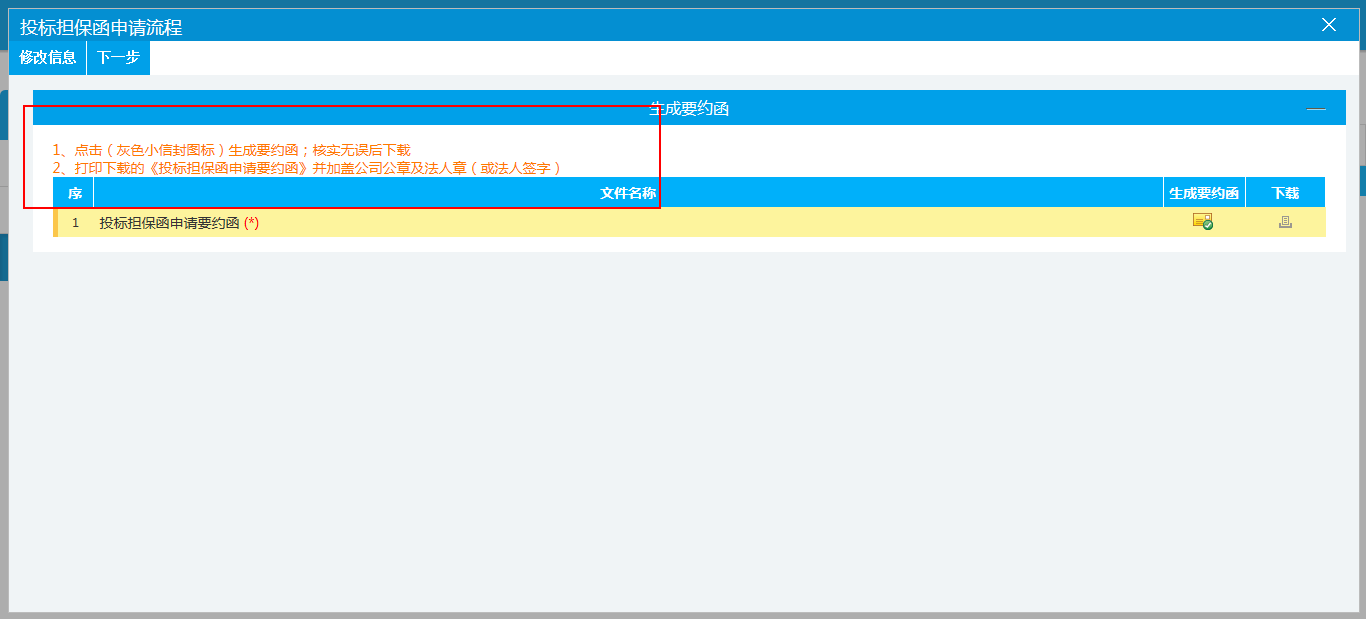 投标担保函申请流程
修改信息 下一步
生成要约函
1、点击（灰色小信封图标）生成要约函；核实无误后下载
2、打印下载的《投标担保函申请要约函》并加盖公司公章及法人章（或法人签字）
序 文件名称 生成要约函 下载
1 投标担保函申请要约函 (*)